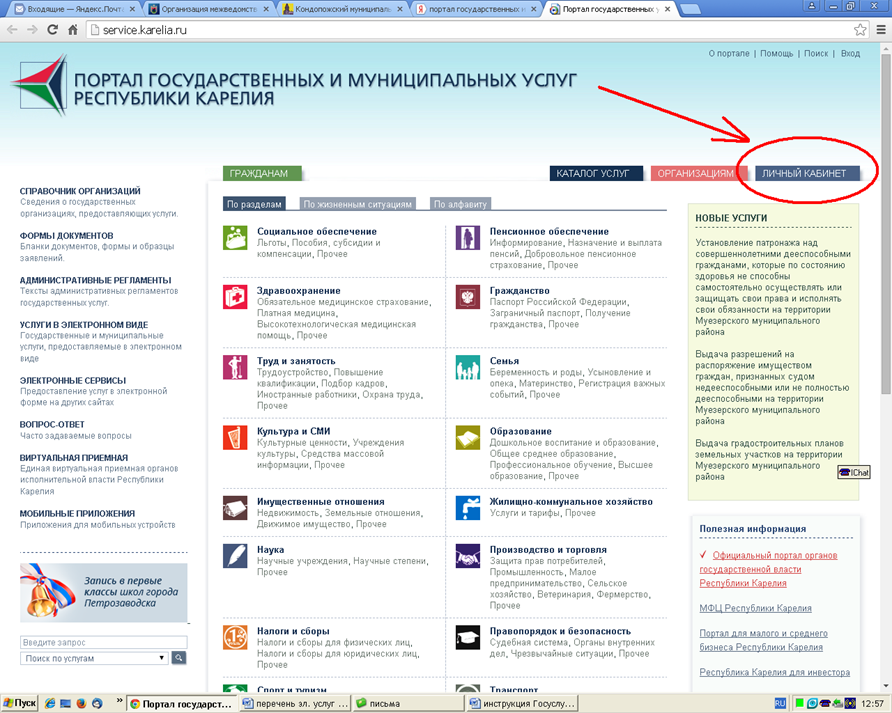 Входящие — Яндекс.Почт
Организация межведомств
Кондопожский муниципаль
портал государственных и
Портал государственных у
service.karelia.ru
О портале | Помощь | Поиск | Вход
ПОРТАЛ ГОСУДАРСТВЕННЫХ И МУНИЦИПАЛЬНЫХ УСЛУГ
РЕСПУБЛИКИ КАРЕЛИЯ
ГРАЖДАНАМ
КАТАЛОГ УСЛУГ
ОРГАНИЗАЦИЯМ
ЛИЧНЫЙ КАБИНЕТ
СПРАВОЧНИК ОРГАНИЗАЦИЙ
Сведения о государственных
организациях, предоставляющих услуги.
ФОРМЫ ДОКУМЕНТОВ
Бланки документов, формы и образцы
заявлений.
АДМИНИСТРАТИВНЫЕ РЕГЛАМЕНТЫ
Тексты административных регламентов
государственных услуг.
УСЛУГИ В ЭЛЕКТРОННОМ ВИДЕ
Государственные и муниципальные
услуги, предоставляемые в электронном
виде
ЭЛЕКТРОННЫЕ СЕРВИСЫ
Предоставление услуг в электронной
форме на других сайтах
ВОПРОС-ОТВЕТ
Часто задаваемые вопросы
ВИРТУАЛЬНАЯ ПРИЕМНАЯ
Единая виртуальная приемная органов
исполнительной власти Республики
Карелия
МОБИЛЬНЫЕ ПРИЛОЖЕНИЯ
Приложения для мобильных устройств
Запись в первые
классы школ города
Петрозаводска
Введите запрос
Поиск по услугам
По разделам
По жизненным ситуациям
По алфавиту
Социальное обеспечение
Льготы, Пособия, субсидии и
компенсации, Прочее
Пенсионное обеспечение
Информирование, Назначение и выплата
пенсий, Добровольное пенсионное
страхование, Прочее
Здравоохранение
Обязательное медицинское страхование,
Платная медицина,
Высокотехнологическая медицинская
помощь, Прочее
Гражданство
Паспорт Российской Федерации,
Заграничный паспорт, Получение
гражданства, Прочее
Труд и занятость
Трудоустройство, Повышение
квалификации, Подбор кадров,
Иностранные работники, Охрана труда,
Прочее
Семья
Беременность и роды, Усыновление и
опека, Материнство, Регистрация важных
событий, Прочее
Культура и СМИ
Культурные ценности, Учреждения
культуры, Средства массовой
информации, Прочее
Образование
Дошкольное воспитание и образование,
Общее среднее образование,
Профессиональное обучение, Высшее
образование, Прочее
Имущественные отношения
Недвижимость, Земельные отношения,
Движимое имущество, Прочее
Жилищно-коммунальное хозяйство
Услуги и тарифы, Прочее
Наука
Научные учреждения, Научные степени,
Прочее
Производство и торговля
Защита прав потребителей,
Промышленность, Малое
предпринимательство, Сельское
хозяйство, Ветеринария, Фермерство,
Прочее
Налоги и сборы
Налоги и сборы для физических лиц,
Налоги и сборы для юридических лиц,
Прочее
Правопорядок и безопасность
Судебная система, Органы внутренних
дел, Чрезвычайные ситуации, Прочее
Спорт и туризм
Транспорт
НОВЫЕ УСЛУГИ
Установление патронажа над
совершеннолетними дееспособными
гражданами, которые по состоянию
здоровья не способны
самостоятельно осуществлять или
защищать свои права и исполнять
свои обязанности на территории
Муезерского муниципального
района
Выдача разрешений на
распоряжение имуществом
граждан, признанных судом
недееспособными или не полностью
дееспособными на территории
Муезерского муниципального
района
Выдача градостроительных планов
земельных участков на территории
Муезерского муниципального
района
IChat
Полезная информация
Официальный портал органов
государственной власти
Республики Карелия
МФЦ Республики Карелия
Портал для малого и среднего
бизнеса Республики Карелия
Республика Карелия для инвестора
Пуск
»
Портал государст...
перечень эл. услуг ...
письма
инструкция Госуслу...
RU
12:57